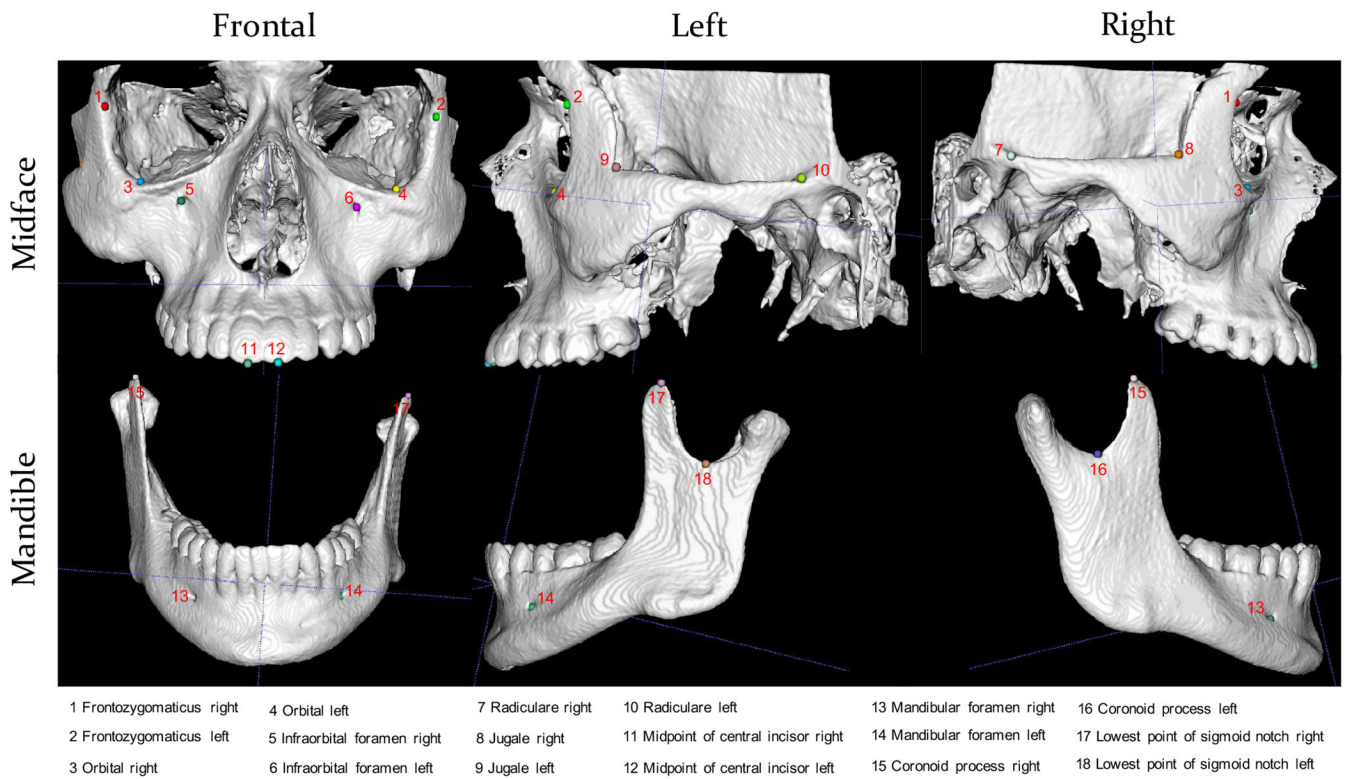 Frontal
Left
Right
Midface
1
2
3
5
6
4
11
12
2
9
10
4
1
7
8
3
Mandible
15
17
13
14
17
18
14
15
16
13
1 Frontozygomaticus right
2 Frontozygomaticus left
3 Orbital right
4 Orbital left
5 Infraorbital foramen right
6 Infraorbital foramen left
7 Radiculare right
8 Jugale right
9 Jugale left
10 Radiculare left
11 Midpoint of central incisor right
12 Midpoint of central incisor left
13 Mandibular foramen right
14 Mandibular foramen left
15 Coronoid process right
16 Coronoid process left
17 Lowest point of sigmoid notch right
18 Lowest point of sigmoid notch left